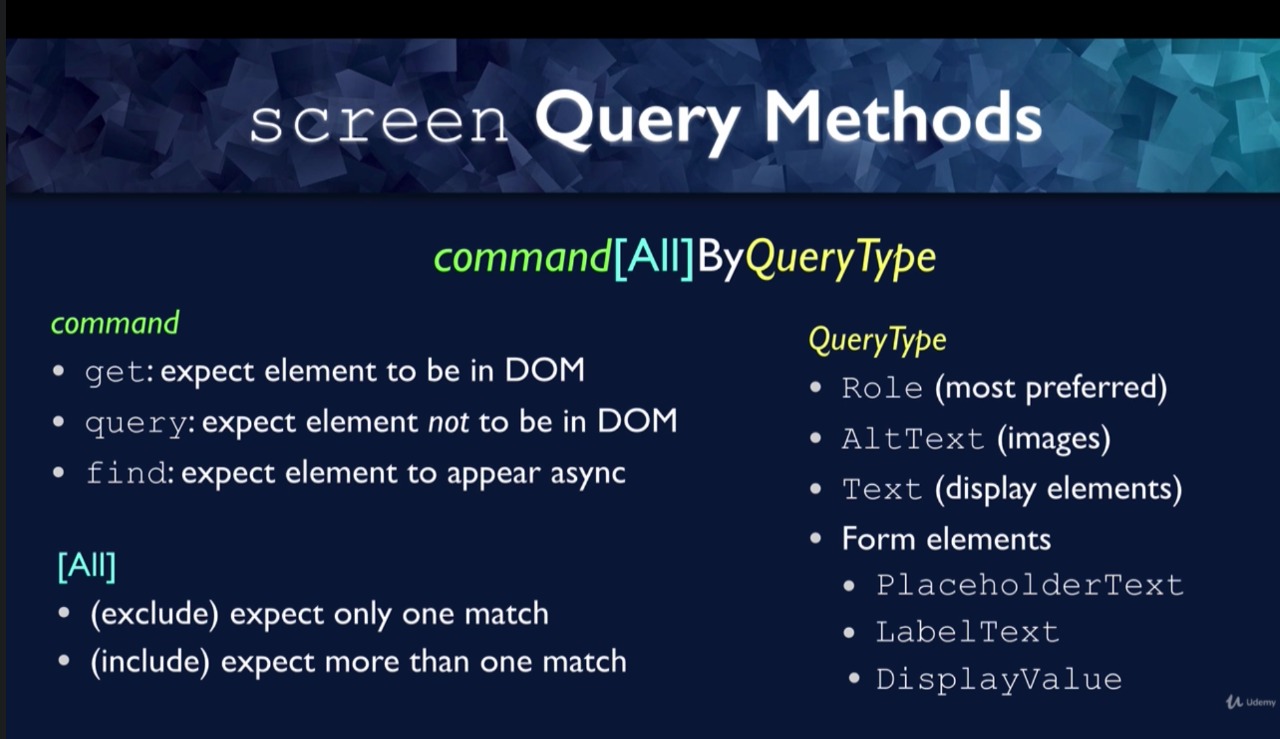 screen Query Methods
command[All]ByQueryType
command
• get: expect element to be in DOM
• query: expect element not to be in DOM
• find: expect element to appear async
[All]
• (exclude) expect only one match
• (include) expect more than one match
QueryType
• Role (most preferred)
• AltText (images)
• Text (display elements)
• Form elements
• PlaceholderText
• LabelText
• DisplayValue
Udemy